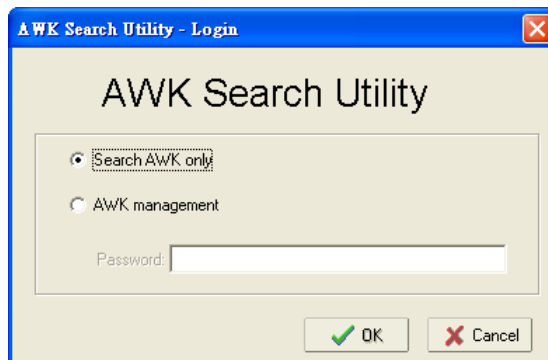 AWK Search Utility - Login
AWK Search Utility
Search AWK only
AWK management
Password:
OK
Cancel